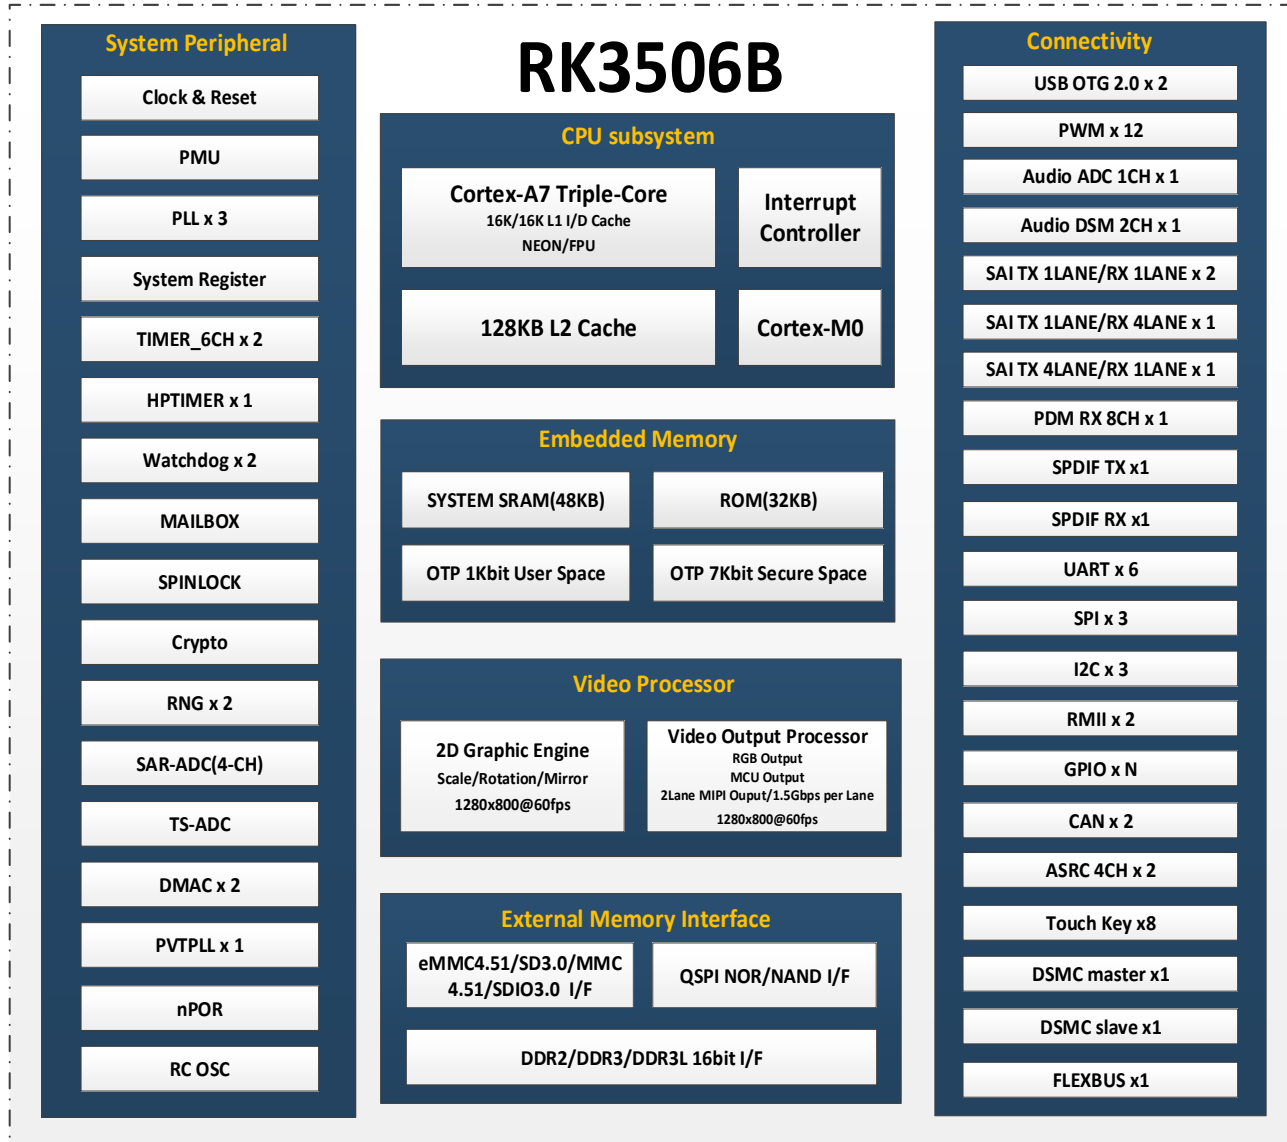 System Peripheral
Clock & Reset
PMU
PLL x 3
System Register
TIMER_6CH x 2
HPTIMER x 1
Watchdog x 2
MAILBOX
SPINLOCK
Crypto
RNG x 2
SAR-ADC(4-CH)
TS-ADC
DMAC x 2
PVTPLL x 1
nPOR
RC OSC
RK3506B
CPU subsystem
Cortex-A7 Triple-Core
16K/16K L1 I/D Cache
NEON/FPU
Interrupt
Controller
128KB L2 Cache
Cortex-M0
Embedded Memory
SYSTEM SRAM(48KB)
ROM(32KB)
OTP 1Kbit User Space
OTP 7Kbit Secure Space
Video Processor
2D Graphic Engine
Scale/Rotation/Mirror
1280x800@60fps
Video Output Processor
RGB Output
MCU Output
2Lane MIPI Ouput/1.5Gbps per Lane
1280x800@60fps
External Memory Interface
eMMC4.51/SD3.0/MMC
4.51/SDIO3.0 I/F
QSPI NOR/NAND I/F
DDR2/DDR3/DDR3L 16bit I/F
Connectivity
USB OTG 2.0 x 2
PWM x 12
Audio ADC 1CH x 1
Audio DSM 2CH x 1
SAI TX 1LANE/RX 1LANE x 2
SAI TX 1LANE/RX 4LANE x 1
SAI TX 4LANE/RX 1LANE x 1
PDM RX 8CH x 1
SPDIF TX x1
SPDIF RX x1
UART x 6
SPI x 3
I2C x 3
RMII x 2
GPIO x N
CAN x 2
ASRC 4CH x 2
Touch Key x8
DSMC master x1
DSMC slave x1
FLEXBUS x1